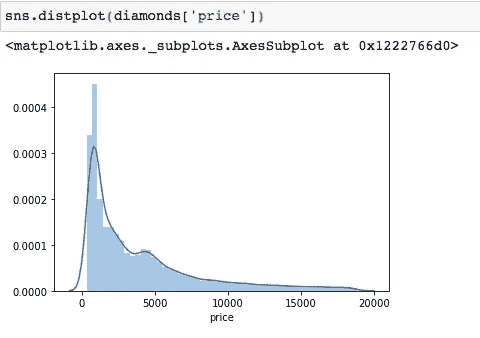 sns.distplot(diamonds['price'])
<matplotlib.axes._subplots.AxesSubplot at 0x1222766d0>
0.0004
0.0003
0.0002
0.0001
0.0000
0 5000 10000 15000 20000
price